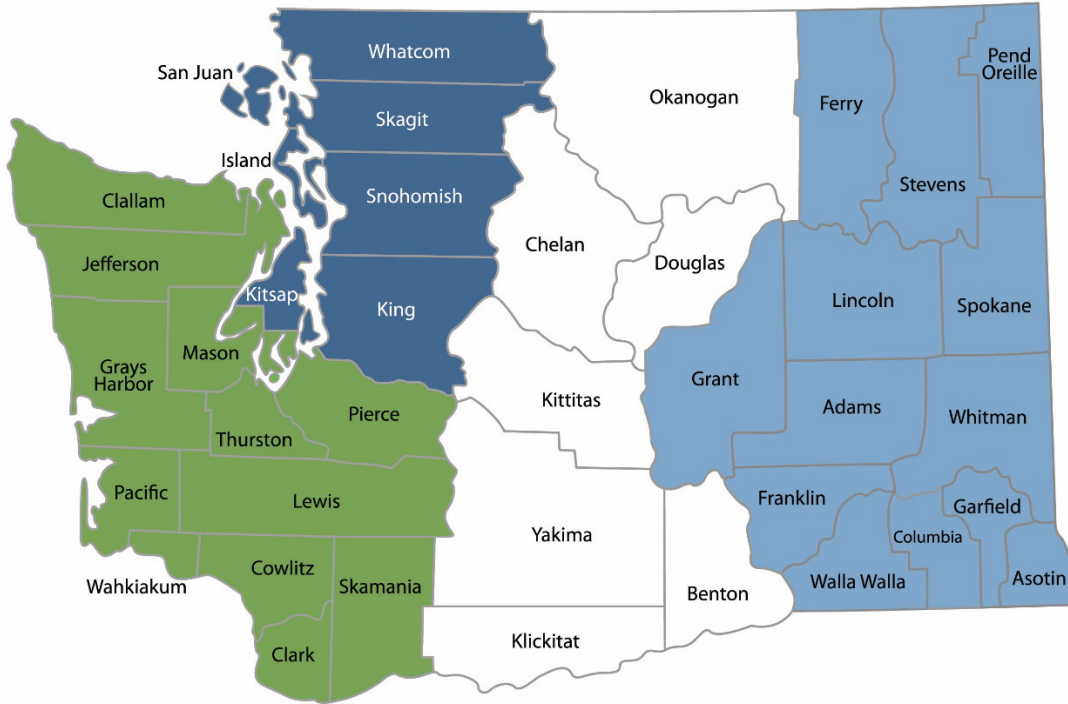 Whatcom
San Juan
Pend
Oreille
Okanogan
Ferry
Skagit
Island
Stevens
Snohomish
Clallam
Chelan
Douglas
Jefferson
Kitsap
King
Lincoln
Spokane
Mason
Grays
Harbor
Grant
Kittitas
Adams
Pierce
Whitman
Thurston
Pacific
Lewis
Franklin
Garfield
Yakima
Columbia
Cowlitz
Wahkiakum
Skamania
Benton
Walla Walla
Asotin
Klickitat
Clark